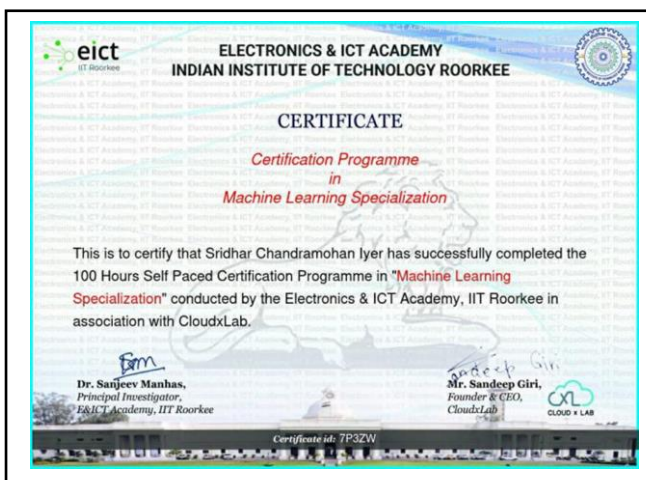 eict
IIT Roorkee
ELECTRONICS & ICT ACADEMY
INDIAN INSTITUTE OF TECHNOLOGY ROORKEE
CERTIFICATE
Certification Programme
in
Machine Learning Specialization
This is to certify that Sridhar Chandramohan Iyer has successfully completed the
100 Hours Self Paced Certification Programme in "Machine Learning
Specialization" conducted by the Electronics & ICT Academy, IIT Roorkee in
association with CloudxLab.
Sandeep Giri
Dr. Sanjeev Manhas,
Principal Investigator,
E&ICT Academy, IIT Roorkee
Mr. Sandeep Giri,
Founder & CEO,
CloudxLab
CXL
CLOUD x LAB
Certificate id: 7P3ZW